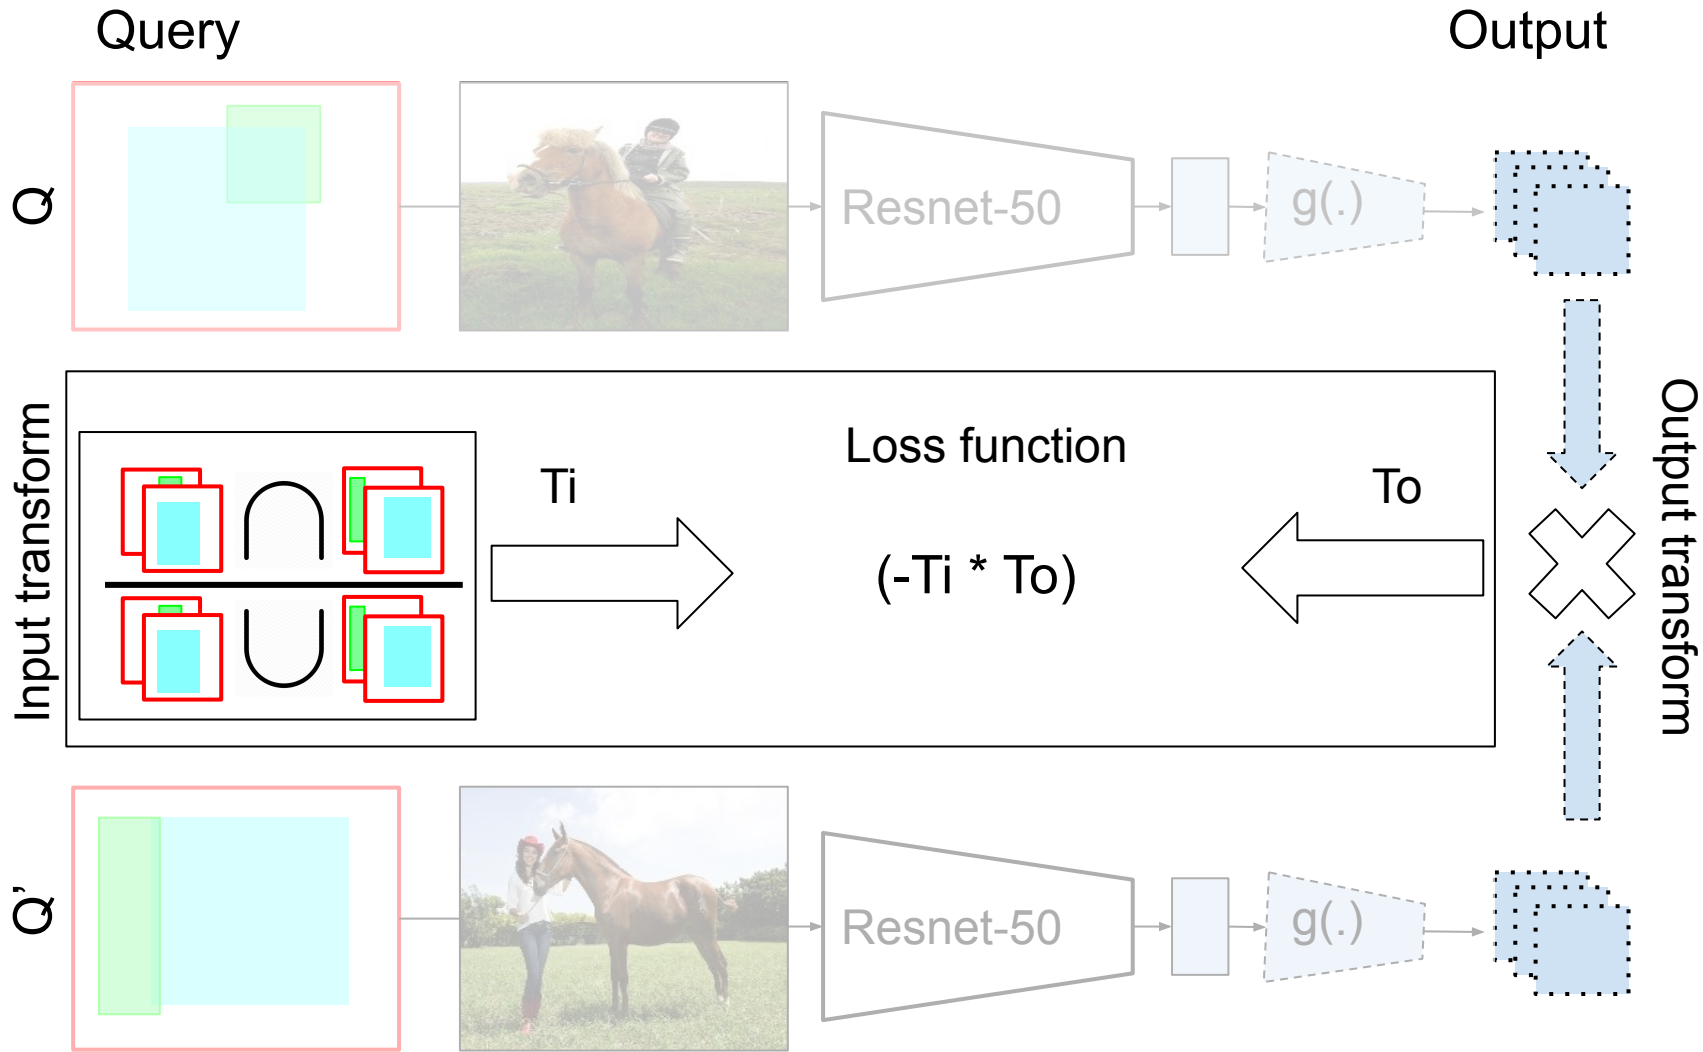 Query
Output
Q
Resnet-50
g(.)
Input transform
Ti
Loss function
(-Ti * To)
To
Output transform
Q'
Resnet-50
g(.)